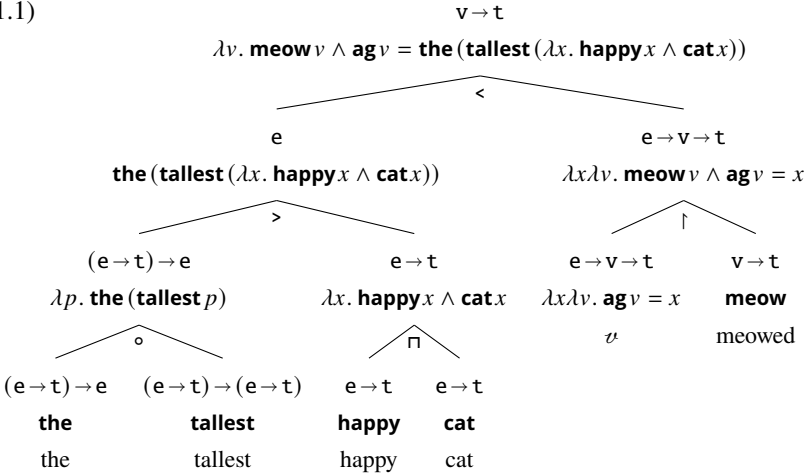 .1)
v→t
λv. meow v ∧ ag v = the (tallest (λx. happy x ∧ cat x))
<
e e→v→t
the (tallest (λx. happy x ∧ cat x)) λxλv. meow v ∧ ag v = x
> ↾
(e→t)→e e→t e→v→t v→t
λp. the (tallest p) λx. happy x ∧ cat x λxλv. ag v = x meow
∘ ⊓ 𝓋 meowed
(e→t)→e (e→t)→(e→t) e→t e→t
the tallest happy cat
the tallest happy cat